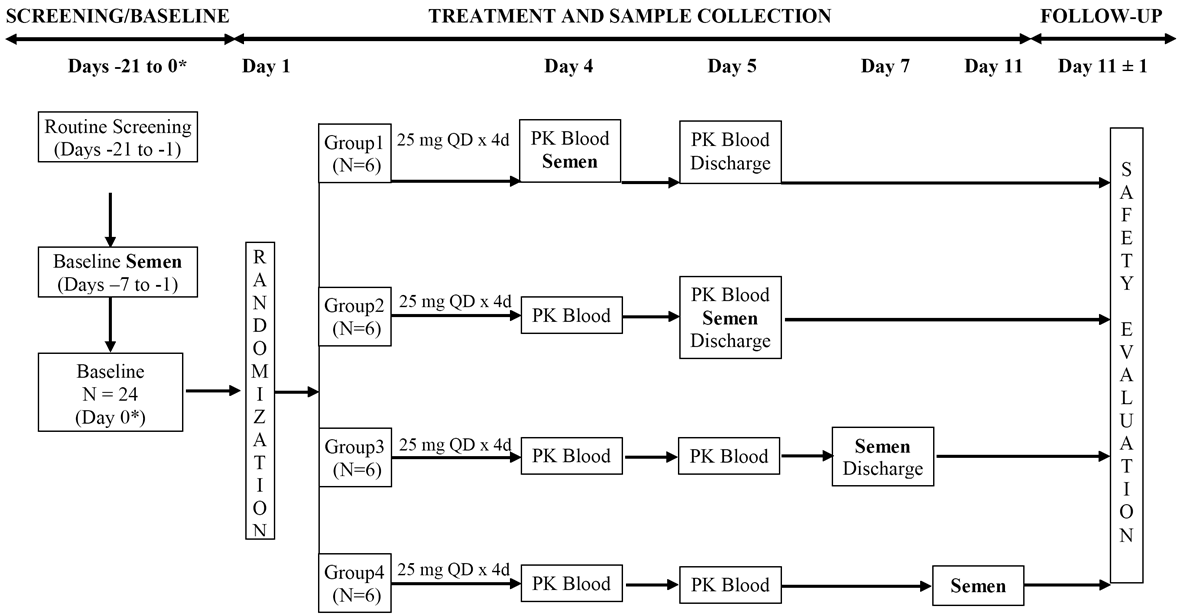 SCREENING/BASELINE
TREATMENT AND SAMPLE COLLECTION
FOLLOW-UP
Days -21 to 0*
Day 1
Day 4
Day 5
Day 7
Day 11
Day 11 ± 1
Routine Screening
(Days -21 to -1)
Baseline Semen
(Days –7 to -1)
Baseline
N = 24
(Day 0*)
RANDOMIZATION
Group1
(N=6)
25 mg QD x 4d
PK Blood
Semen
PK Blood
Discharge
Group2
(N=6)
25 mg QD x 4d
PK Blood
PK Blood
Semen
Discharge
Group3
(N=6)
25 mg QD x 4d
PK Blood
PK Blood
Semen
Discharge
Group4
(N=6)
25 mg QD x 4d
PK Blood
PK Blood
Semen
SAFETY EVALUATION